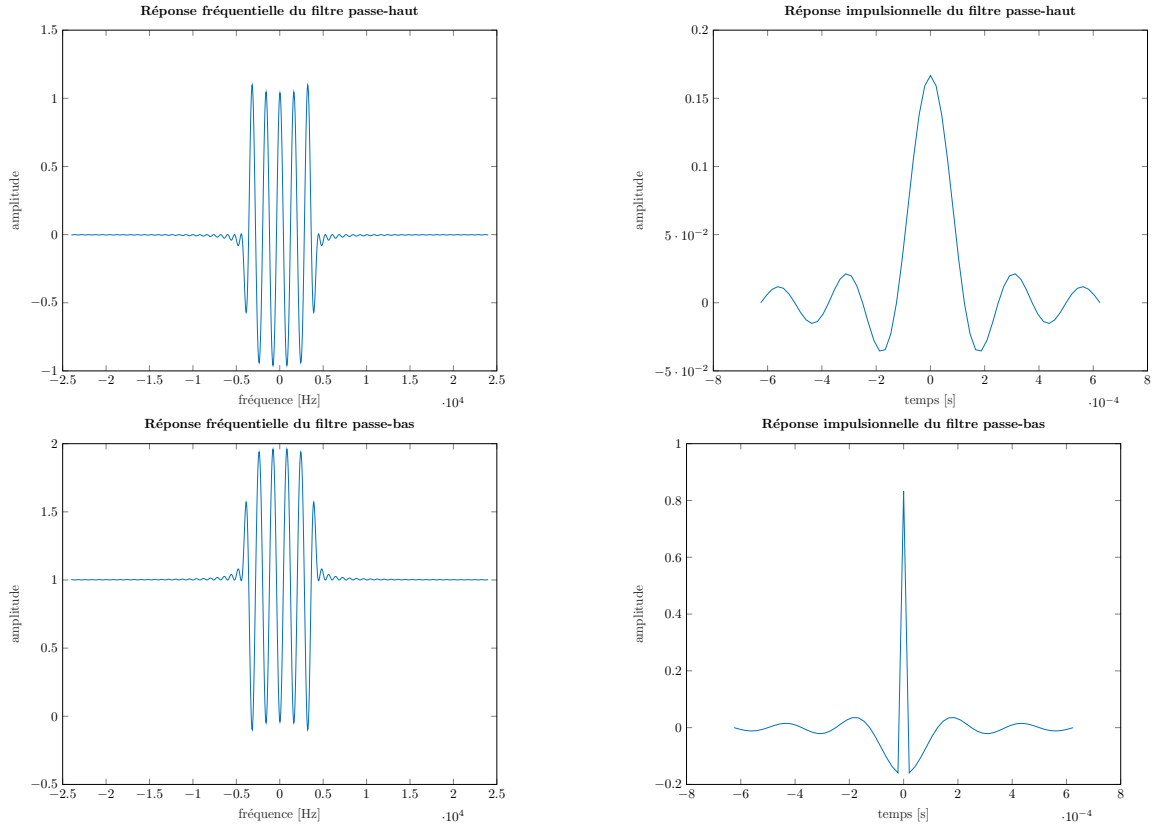 Réponse fréquentielle du filtre passe-haut
1.5
1
0.5
0
−0.5
−1
amplitude
−2.5 −2 −1.5 −1 −0.5 0 0.5 1 1.5 2 2.5
fréquence [Hz]
·10⁴
Réponse impulsionnelle du filtre passe-haut
0.2
0.15
0.1
5 · 10⁻²
0
−5 · 10⁻²
amplitude
−8 −6 −4 −2 0 2 4 6 8
temps [s]
·10⁻⁴
Réponse fréquentielle du filtre passe-bas
2
1.5
1
0.5
0
−0.5
amplitude
−2.5 −2 −1.5 −1 −0.5 0 0.5 1 1.5 2 2.5
fréquence [Hz]
·10⁴
Réponse impulsionnelle du filtre passe-bas
1
0.8
0.6
0.4
0.2
0
−0.2
amplitude
−8 −6 −4 −2 0 2 4 6 8
temps [s]
·10⁻⁴